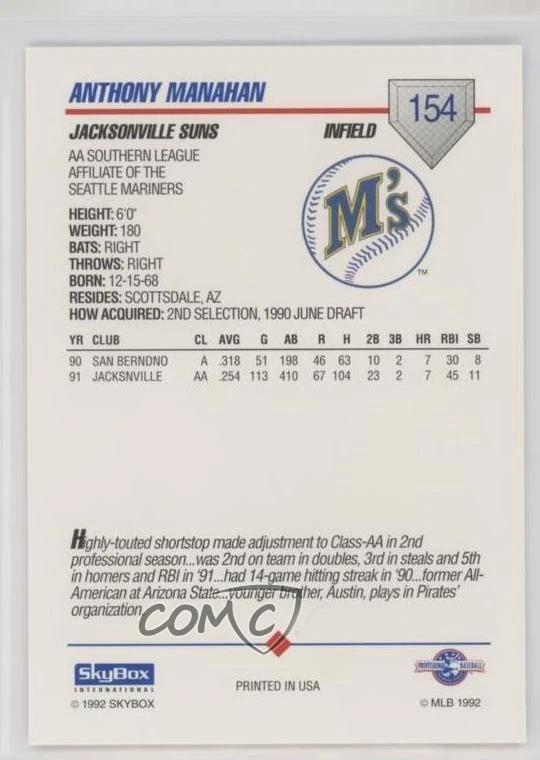 ANTHONY MANAHAN
154
JACKSONVILLE SUNS INFIELD
AA SOUTHERN LEAGUE
AFFILIATE OF THE
SEATTLE MARINERS
M's
TM
HEIGHT: 6'0"
WEIGHT: 180
BATS: RIGHT
THROWS: RIGHT
BORN: 12-15-68
RESIDES: SCOTTSDALE, AZ
HOW ACQUIRED: 2ND SELECTION, 1990 JUNE DRAFT
YR CLUB CL AVG G AB R H 2B 3B HR RBI SB
90 SAN BERNDNO A .318 51 198 46 63 10 2 7 30 8
91 JACKSNVILLE AA .254 113 410 67 104 23 2 7 45 11
Highly-touted shortstop made adjustment to Class-AA in 2nd
professional season...was 2nd on team in doubles, 3rd in steals and 5th
in homers and RBI in '91...had 14-game hitting streak in '90...former All-
American at Arizona State...younger brother, Austin, plays in Pirates'
organization.
COMC
SkyBox
INTERNATIONAL
© 1992 SKYBOX
PRINTED IN USA
PROFESSIONAL BASEBALL
© MLB 1992